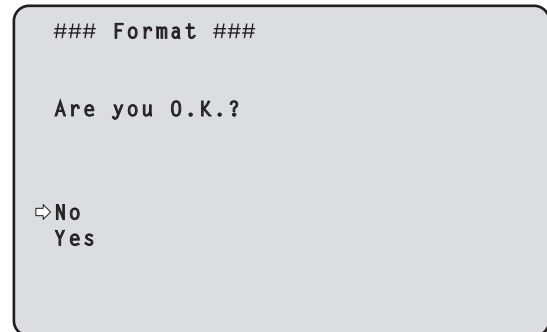 ### Format ###
Are you O.K.?
⇨No
Yes